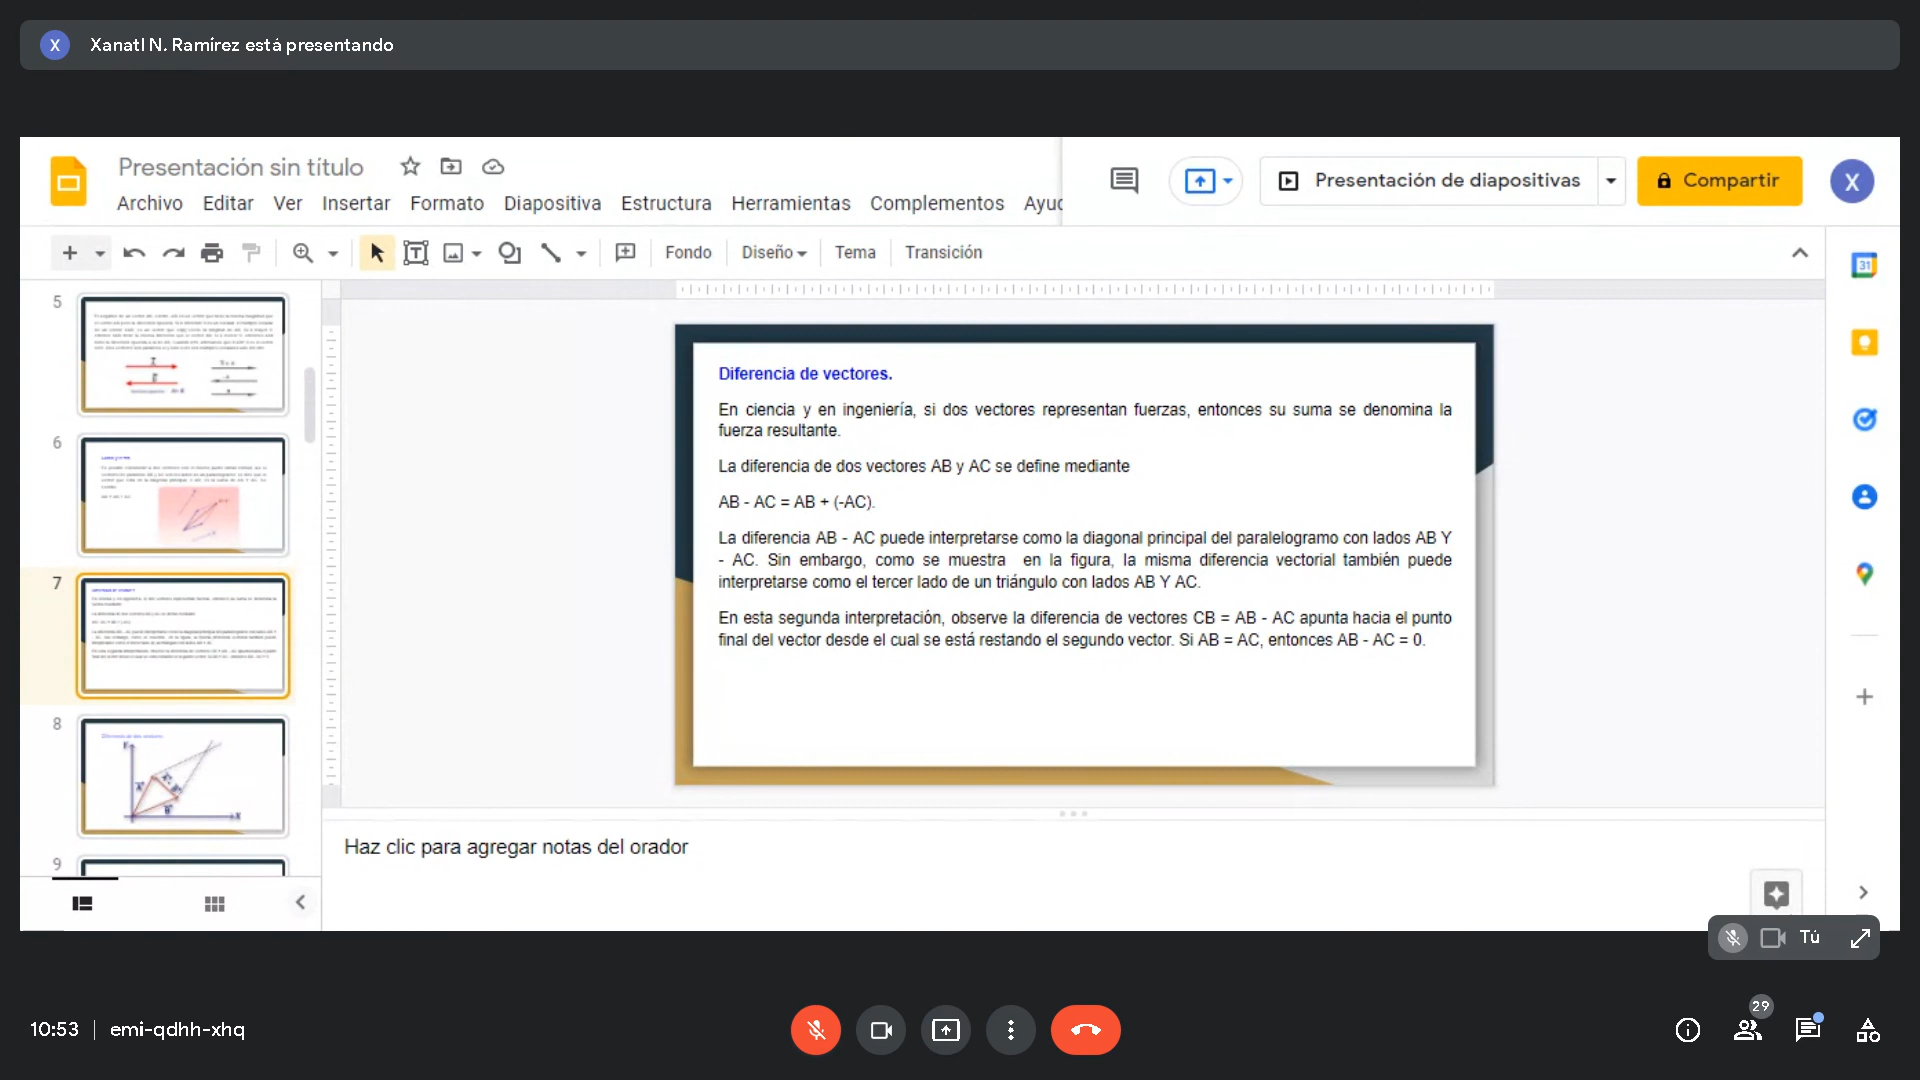 X
Xanatl N. Ramírez está presentando
Presentación sin título
Archivo Editar Ver Insertar Formato Diapositiva Estructura Herramientas Complementos Ayuc
Presentación de diapositivas
Compartir
X
Fondo Diseño Tema Transición
31
5
6
7
8
9
Diferencia de vectores.
En ciencia y en ingeniería, si dos vectores representan fuerzas, entonces su suma se denomina la
fuerza resultante.
La diferencia de dos vectores AB y AC se define mediante
AB - AC = AB + (-AC).
La diferencia AB - AC puede interpretarse como la diagonal principal del paralelogramo con lados AB Y
- AC. Sin embargo, como se muestra en la figura, la misma diferencia vectorial también puede
interpretarse como el tercer lado de un triángulo con lados AB Y AC.
En esta segunda interpretación, observe la diferencia de vectores CB = AB - AC apunta hacia el punto
final del vector desde el cual se está restando el segundo vector. Si AB = AC, entonces AB - AC = 0.
Diferencia de dos vectores
Haz clic para agregar notas del orador
Tú
10:53 | emi-qdhh-xhq
29